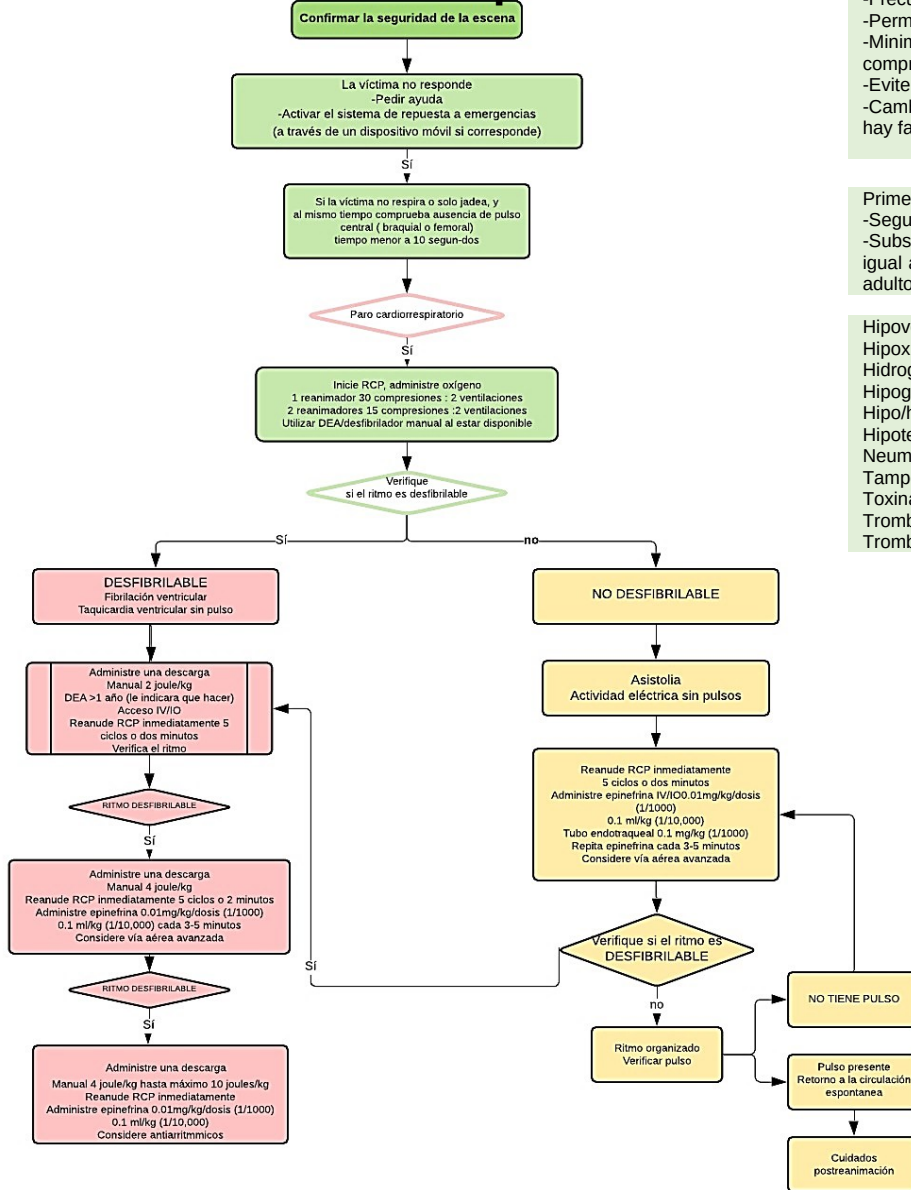 Confirmar la seguridad de la escena
La víctima no responde
-Pedir ayuda
-Activar el sistema de repuesta a emergencias
(a través de un dispositivo móvil si corresponde)
Sí
Si la víctima no respira o solo jadea, y
al mismo tiempo comprueba ausencia de pulso
central ( braquial o femoral)
tiempo menor a 10 segun-dos
Paro cardiorrespiratorio
Sí
Inicie RCP, administre oxígeno
1 reanimador 30 compresiones : 2 ventilaciones
2 reanimadores 15 compresiones :2 ventilaciones
Utilizar DEA/desfibrilador manual al estar disponible
Verifique
si el ritmo es desfibrilable
Sí
no
DESFIBRILABLE
Fibrilación ventricular
Taquicardia ventricular sin pulso
Administre una descarga
Manual 2 joule/kg
DEA >1 año (le indicara que hacer)
Acceso IV/IO
Reanude RCP inmediatamente 5
ciclos o dos minutos
Verifica el ritmo
RITMO DESFIBRILABLE
Sí
Administre una descarga
Manual 4 joule/kg
Reanude RCP inmediatamente 5 ciclos o 2 minutos
Administre epinefrina 0.01mg/kg/dosis (1/1000)
0.1 ml/kg (1/10,000) cada 3-5 minutos
Considere vía aérea avanzada
RITMO DESFIBRILABLE
Sí
Administre una descarga
Manual 4 joule/kg hasta máximo 10 joules/kg
Reanude RCP inmediatamente
Administre epinefrina 0.01mg/kg/dosis (1/1000)
0.1 ml/kg (1/10,000)
Considere antiarritmmicos
NO DESFIBRILABLE
Asistolia
Actividad eléctrica sin pulsos
Reanude RCP inmediatamente
5 ciclos o dos minutos
Administre epinefrina IV/IO0.01mg/kg/dosis
(1/1000)
0.1 ml/kg (1/10,000)
Tubo endotraqueal 0.1 mg/kg (1/1000)
Repita epinefrina cada 3-5 minutos
Considere vía aérea avanzada
Verifique si el ritmo es
DESFIBRILABLE
Sí
no
Ritmo organizado
Verificar pulso
NO TIENE PULSO
Pulso presente
Retorno a la circulación
espontanea
Cuidados
postreanimación
-Perm
-Minim
compr
-Evite
-Caml
hay fa
Prime
-Segu
-Subs
igual a
adulto
Hipov
Hipox
Hidrog
Hipog
Hipo/h
Hipote
Neum
Tamp
Toxina
Tromb
Tromb